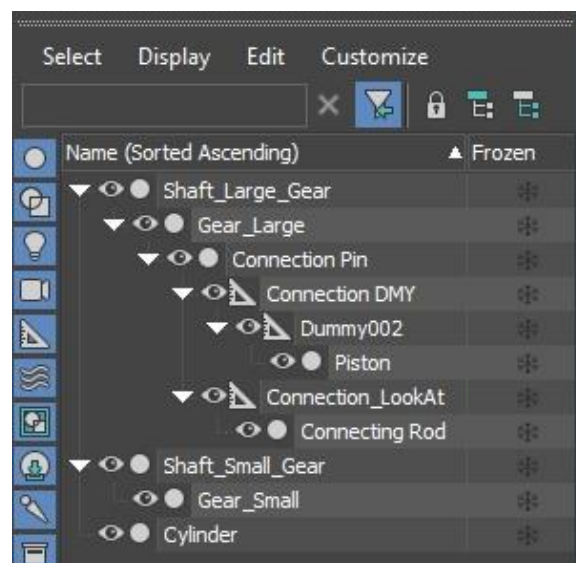 Select Display Edit Customize
Name (Sorted Ascending) Frozen
Shaft_Large_Gear
Gear_Large
Connection Pin
Connection DMY
Dummy002
Piston
Connection_LookAt
Connecting Rod
Shaft_Small_Gear
Gear_Small
Cylinder